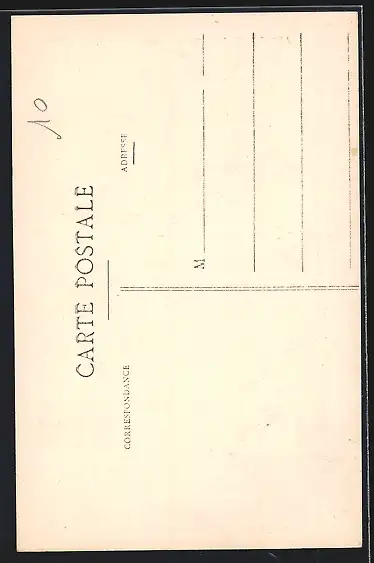 10
CARTE POSTALE
CORRESPONDANCE
ADRESSE
M